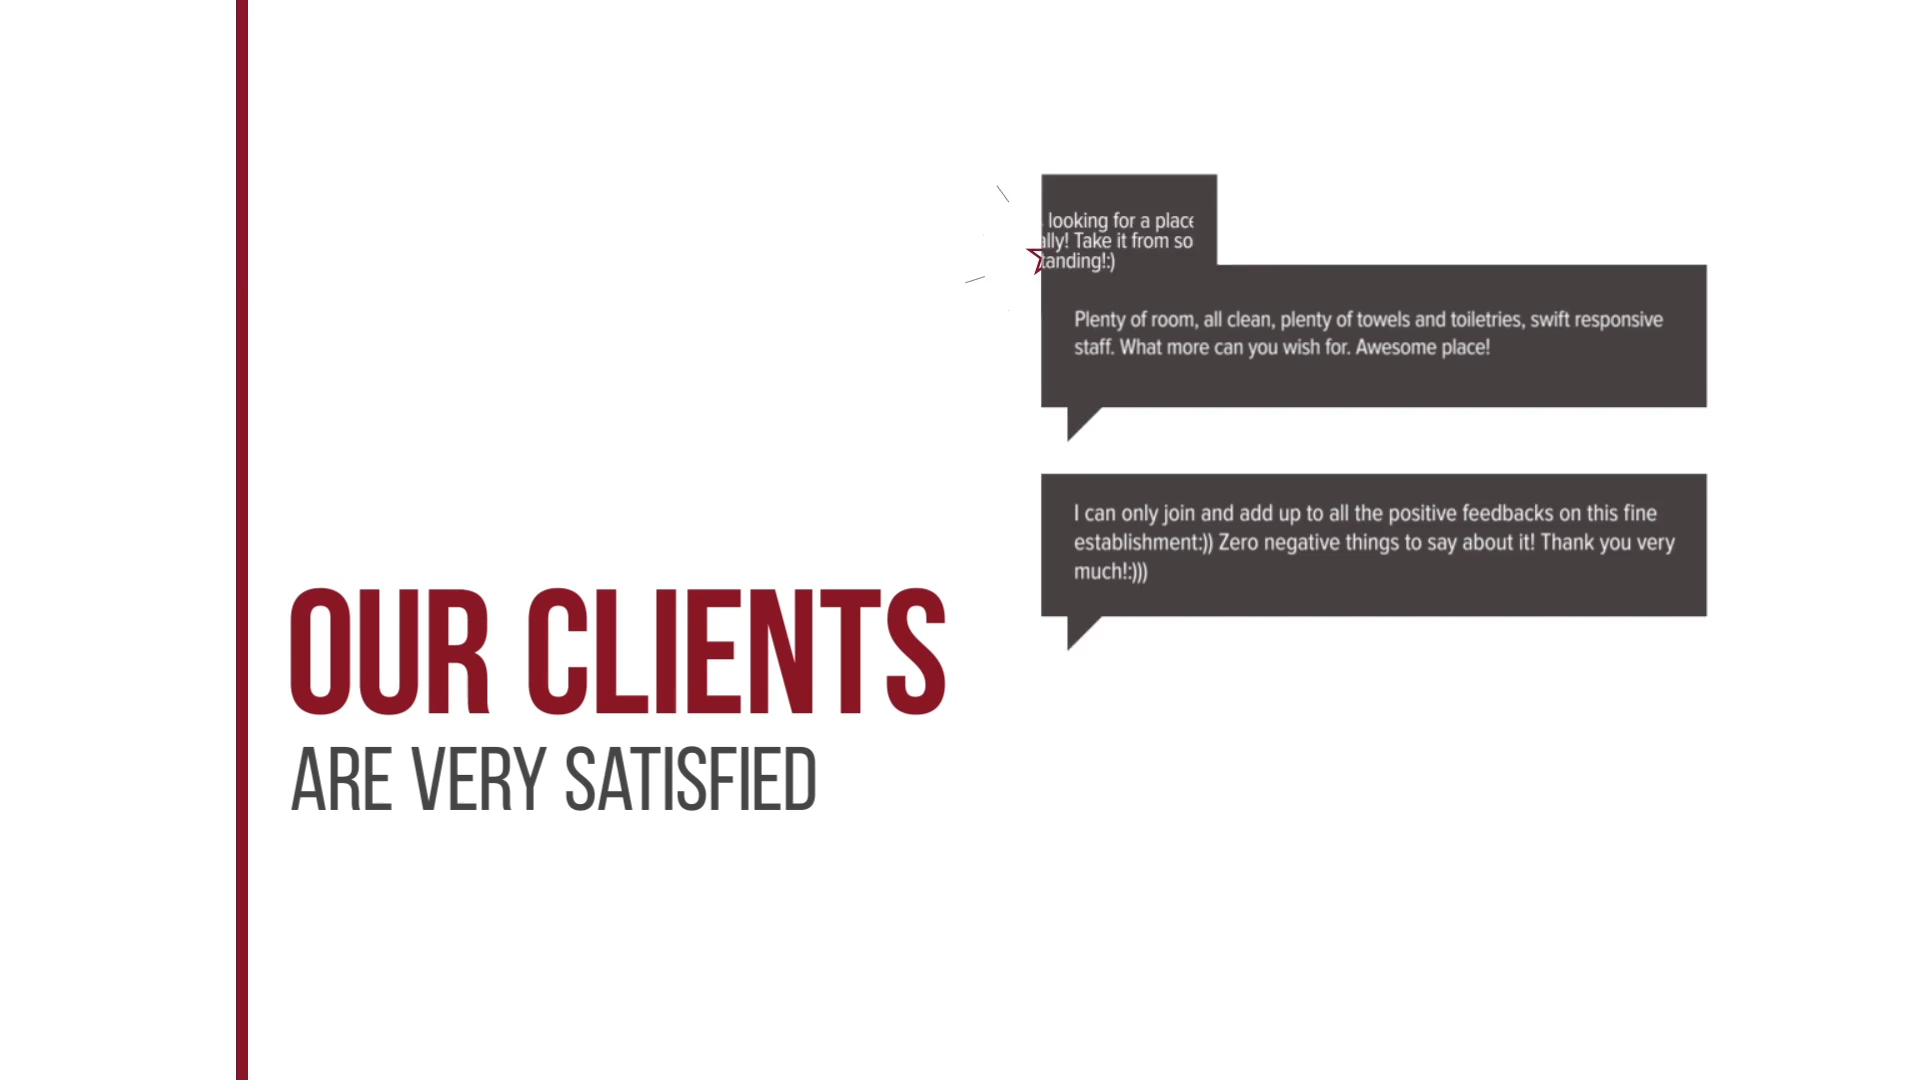 looking for a place
Take it from so
Plenty of room, all clean, plenty of towels and toiletries, swift responsive
staff. What more can you wish for. Awesome place!
I can only join and add up to all the positive feedbacks on this fine
establishment:)) Zero negative things to say about it! Thank you very
much!:)))
OUR CLIENTS
ARE VERY SATISFIED